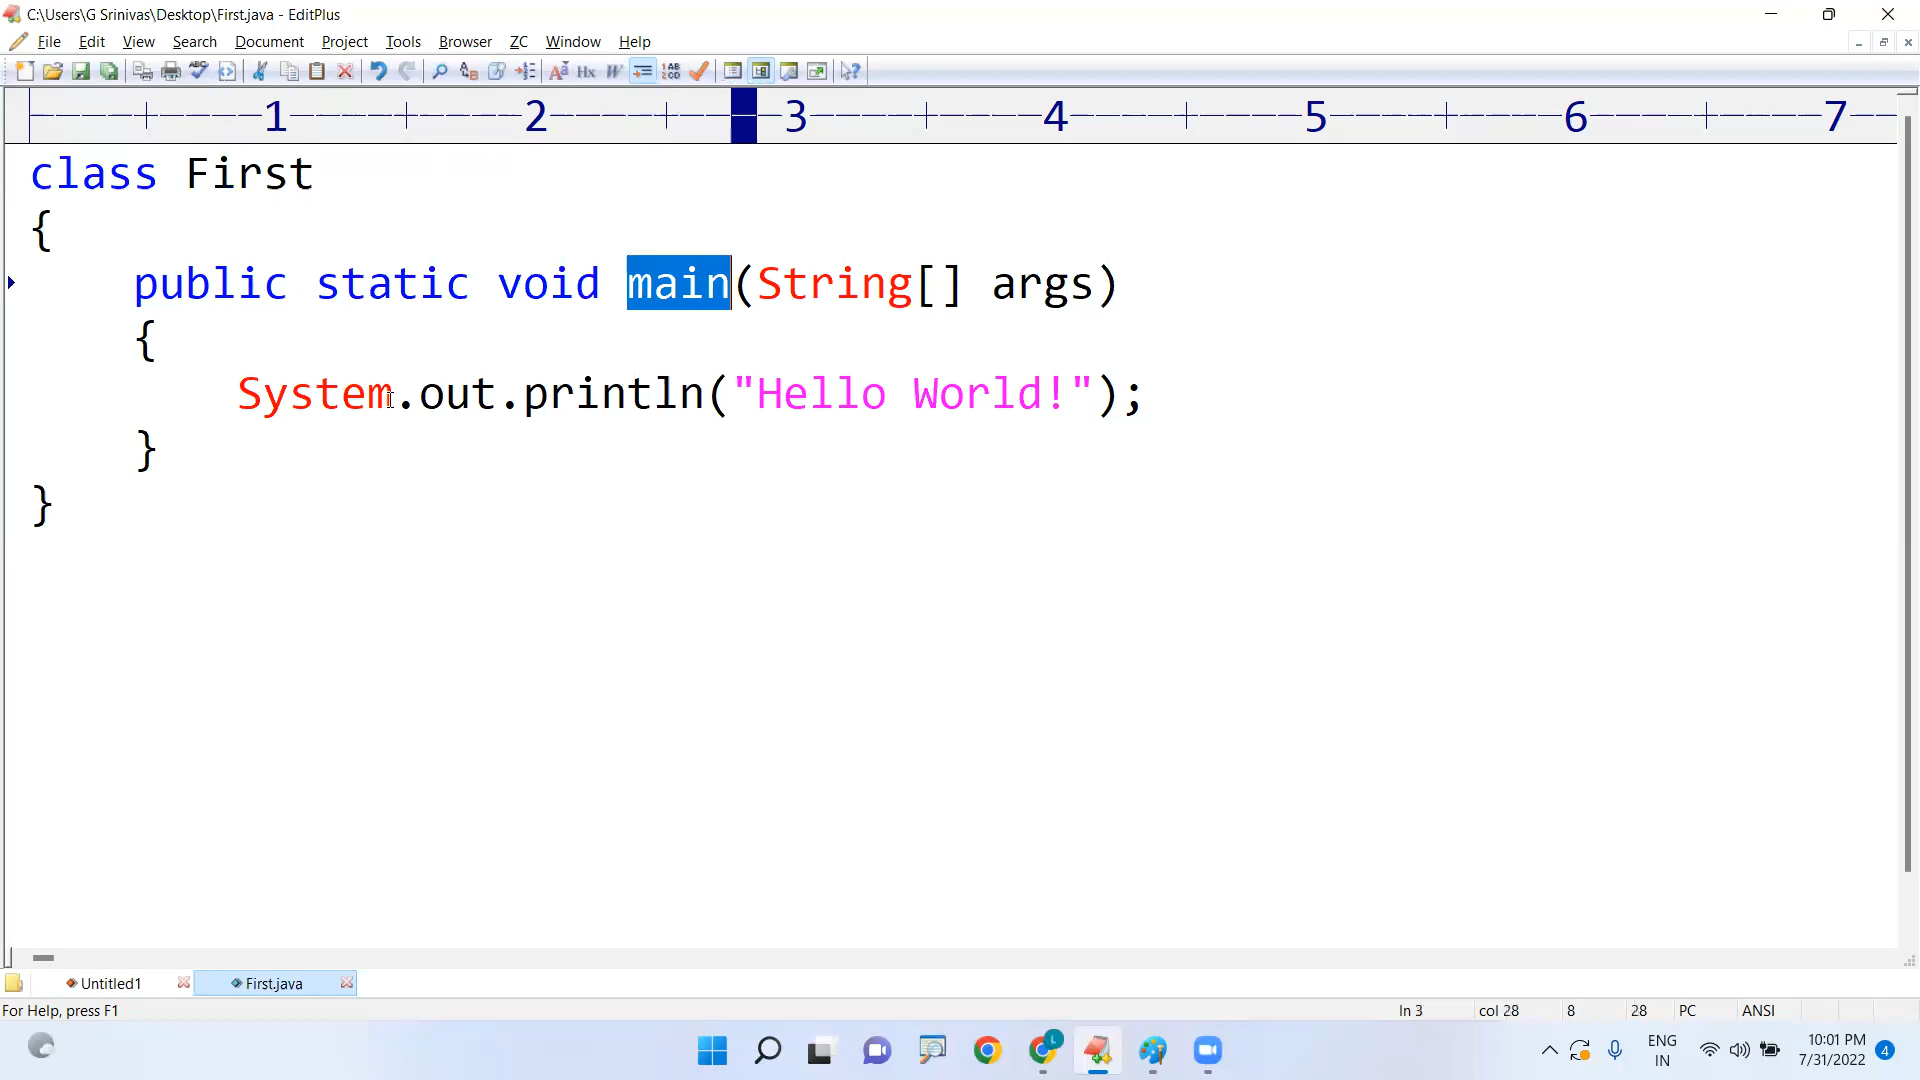 C:\Users\G Srinivas\Desktop\First.java - EditPlus
File Edit View Search Document Project Tools Browser ZC Window Help
1 2 3 4 5 6 7
class First
{
public static void main(String[] args)
{
System.out.println("Hello World!");
}
}
Untitled1 First.java
For Help, press F1 ln 3 col 28 8 28 PC ANSI
ENG
IN
10:01 PM
7/31/2022
4